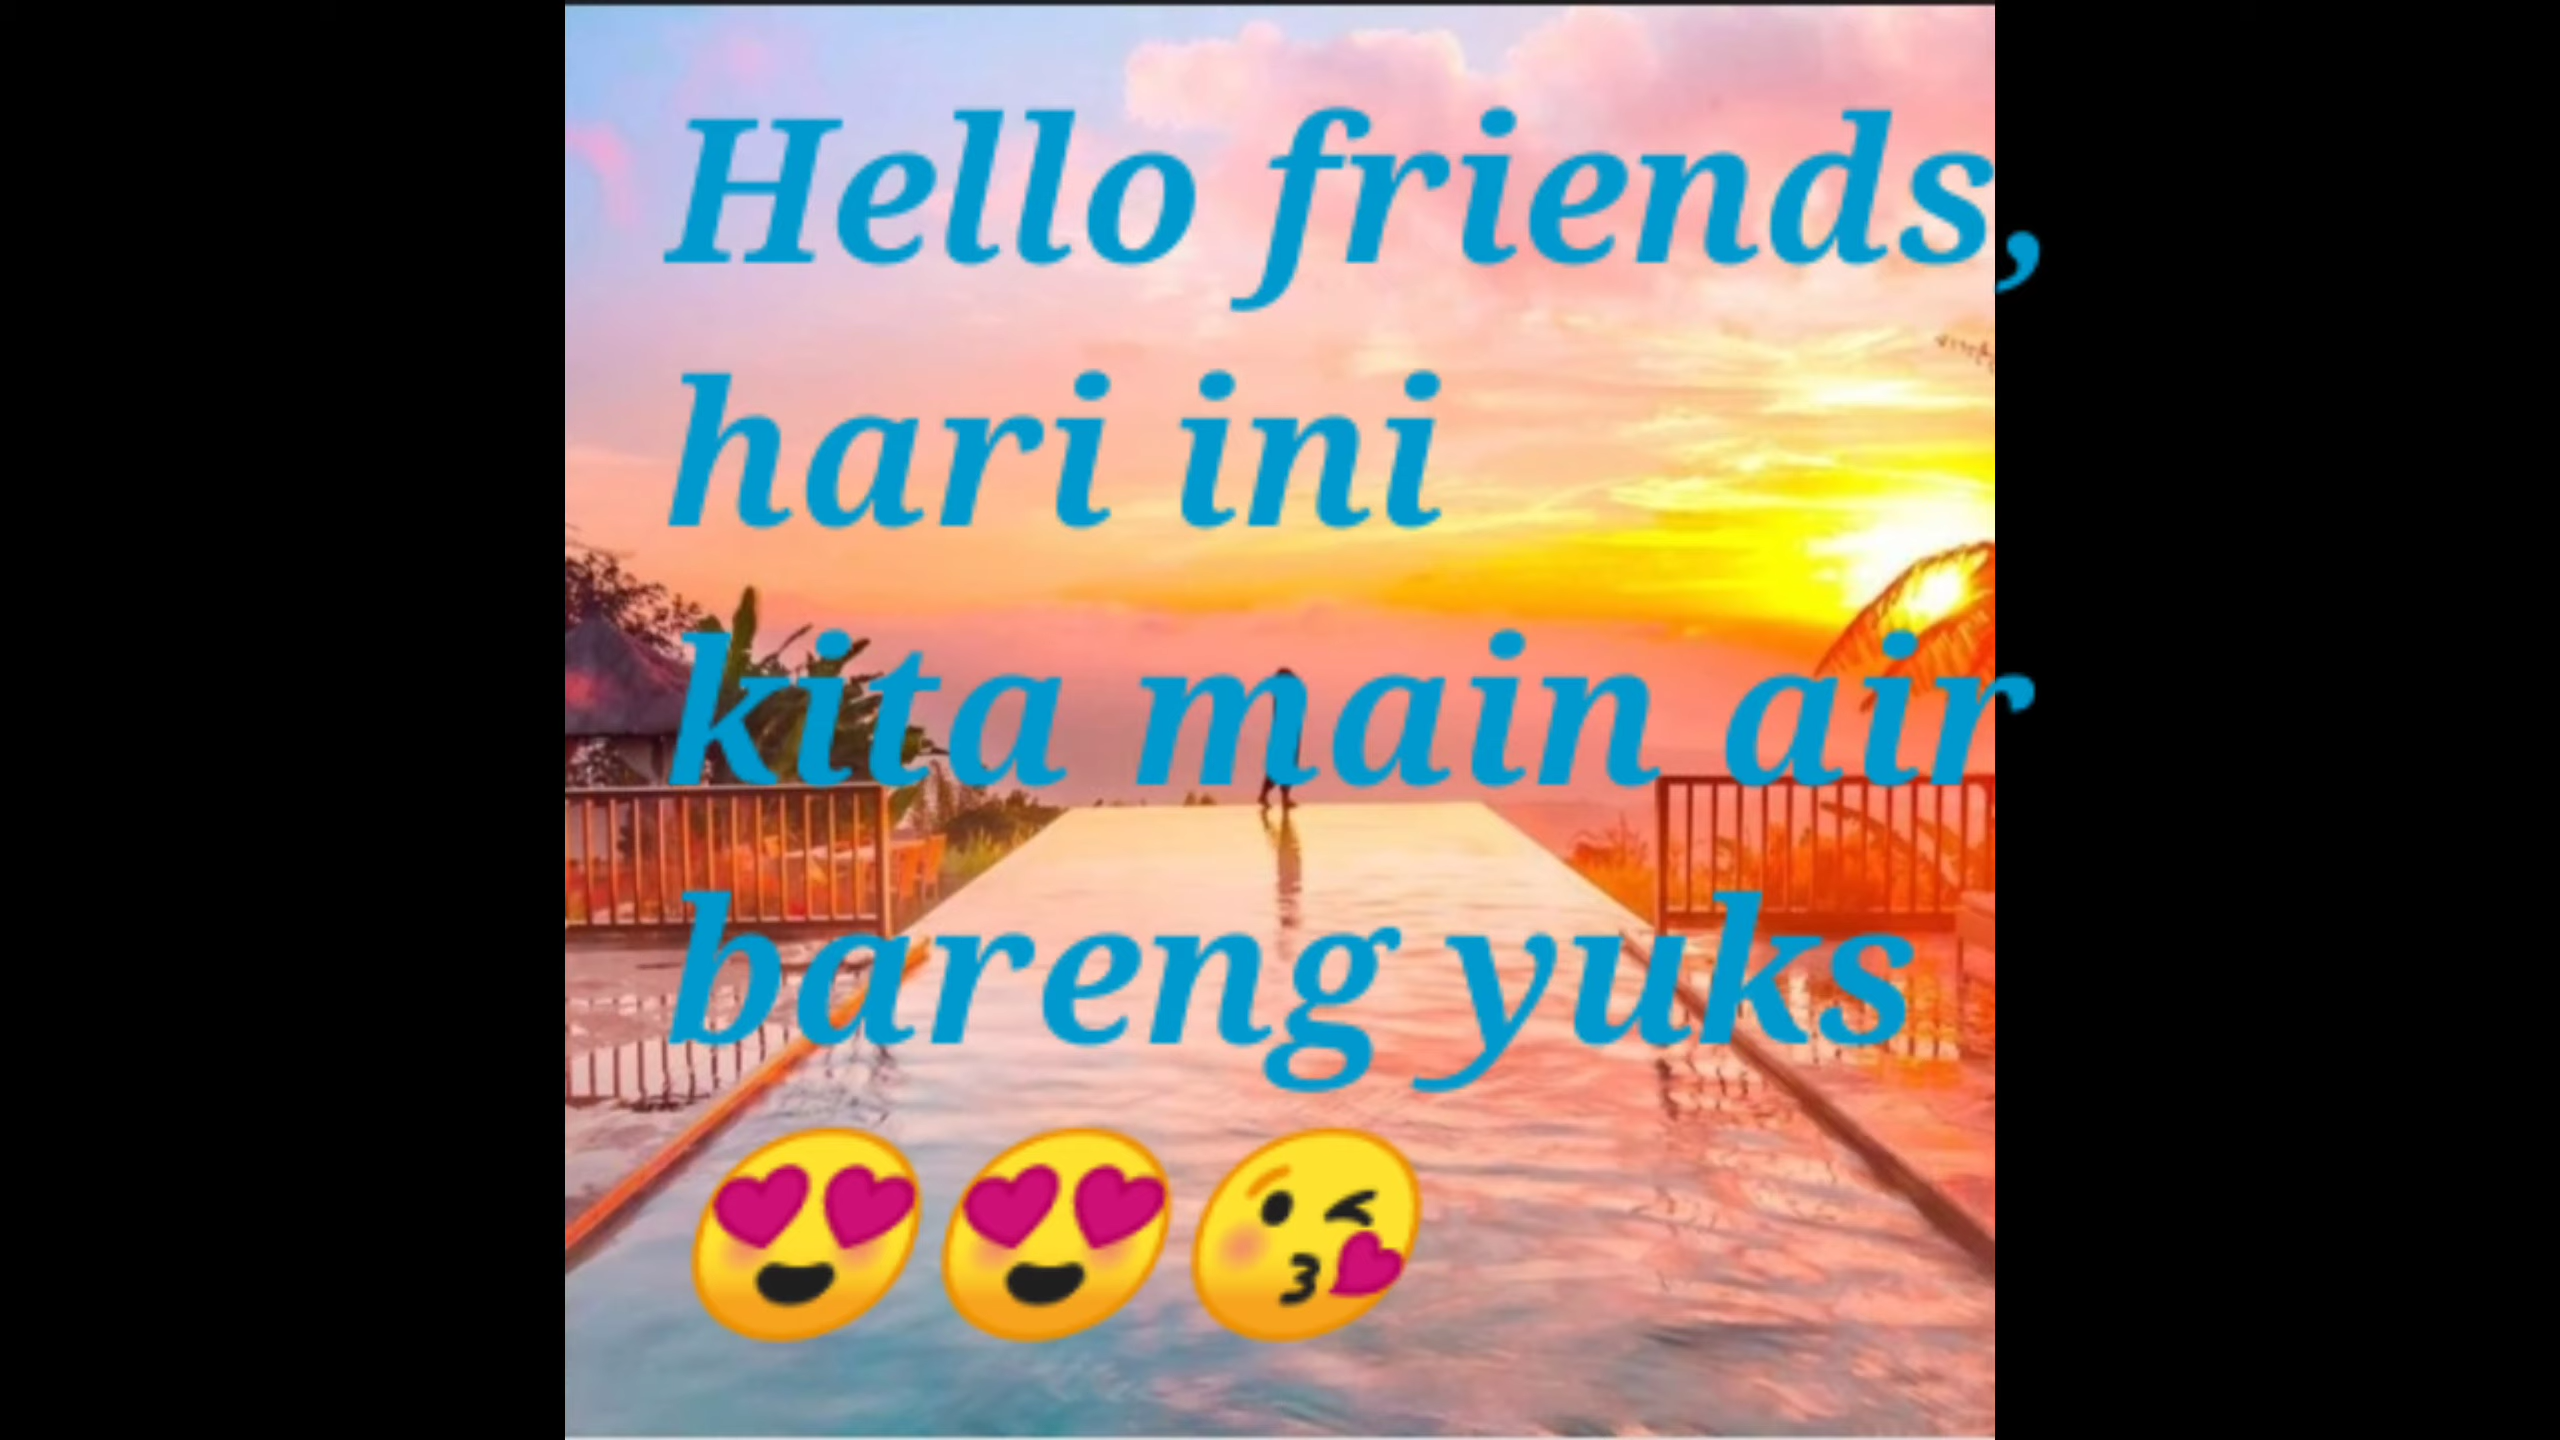 Hello friends,
hari ini
kita main air
bareng yuks
😍😍😘